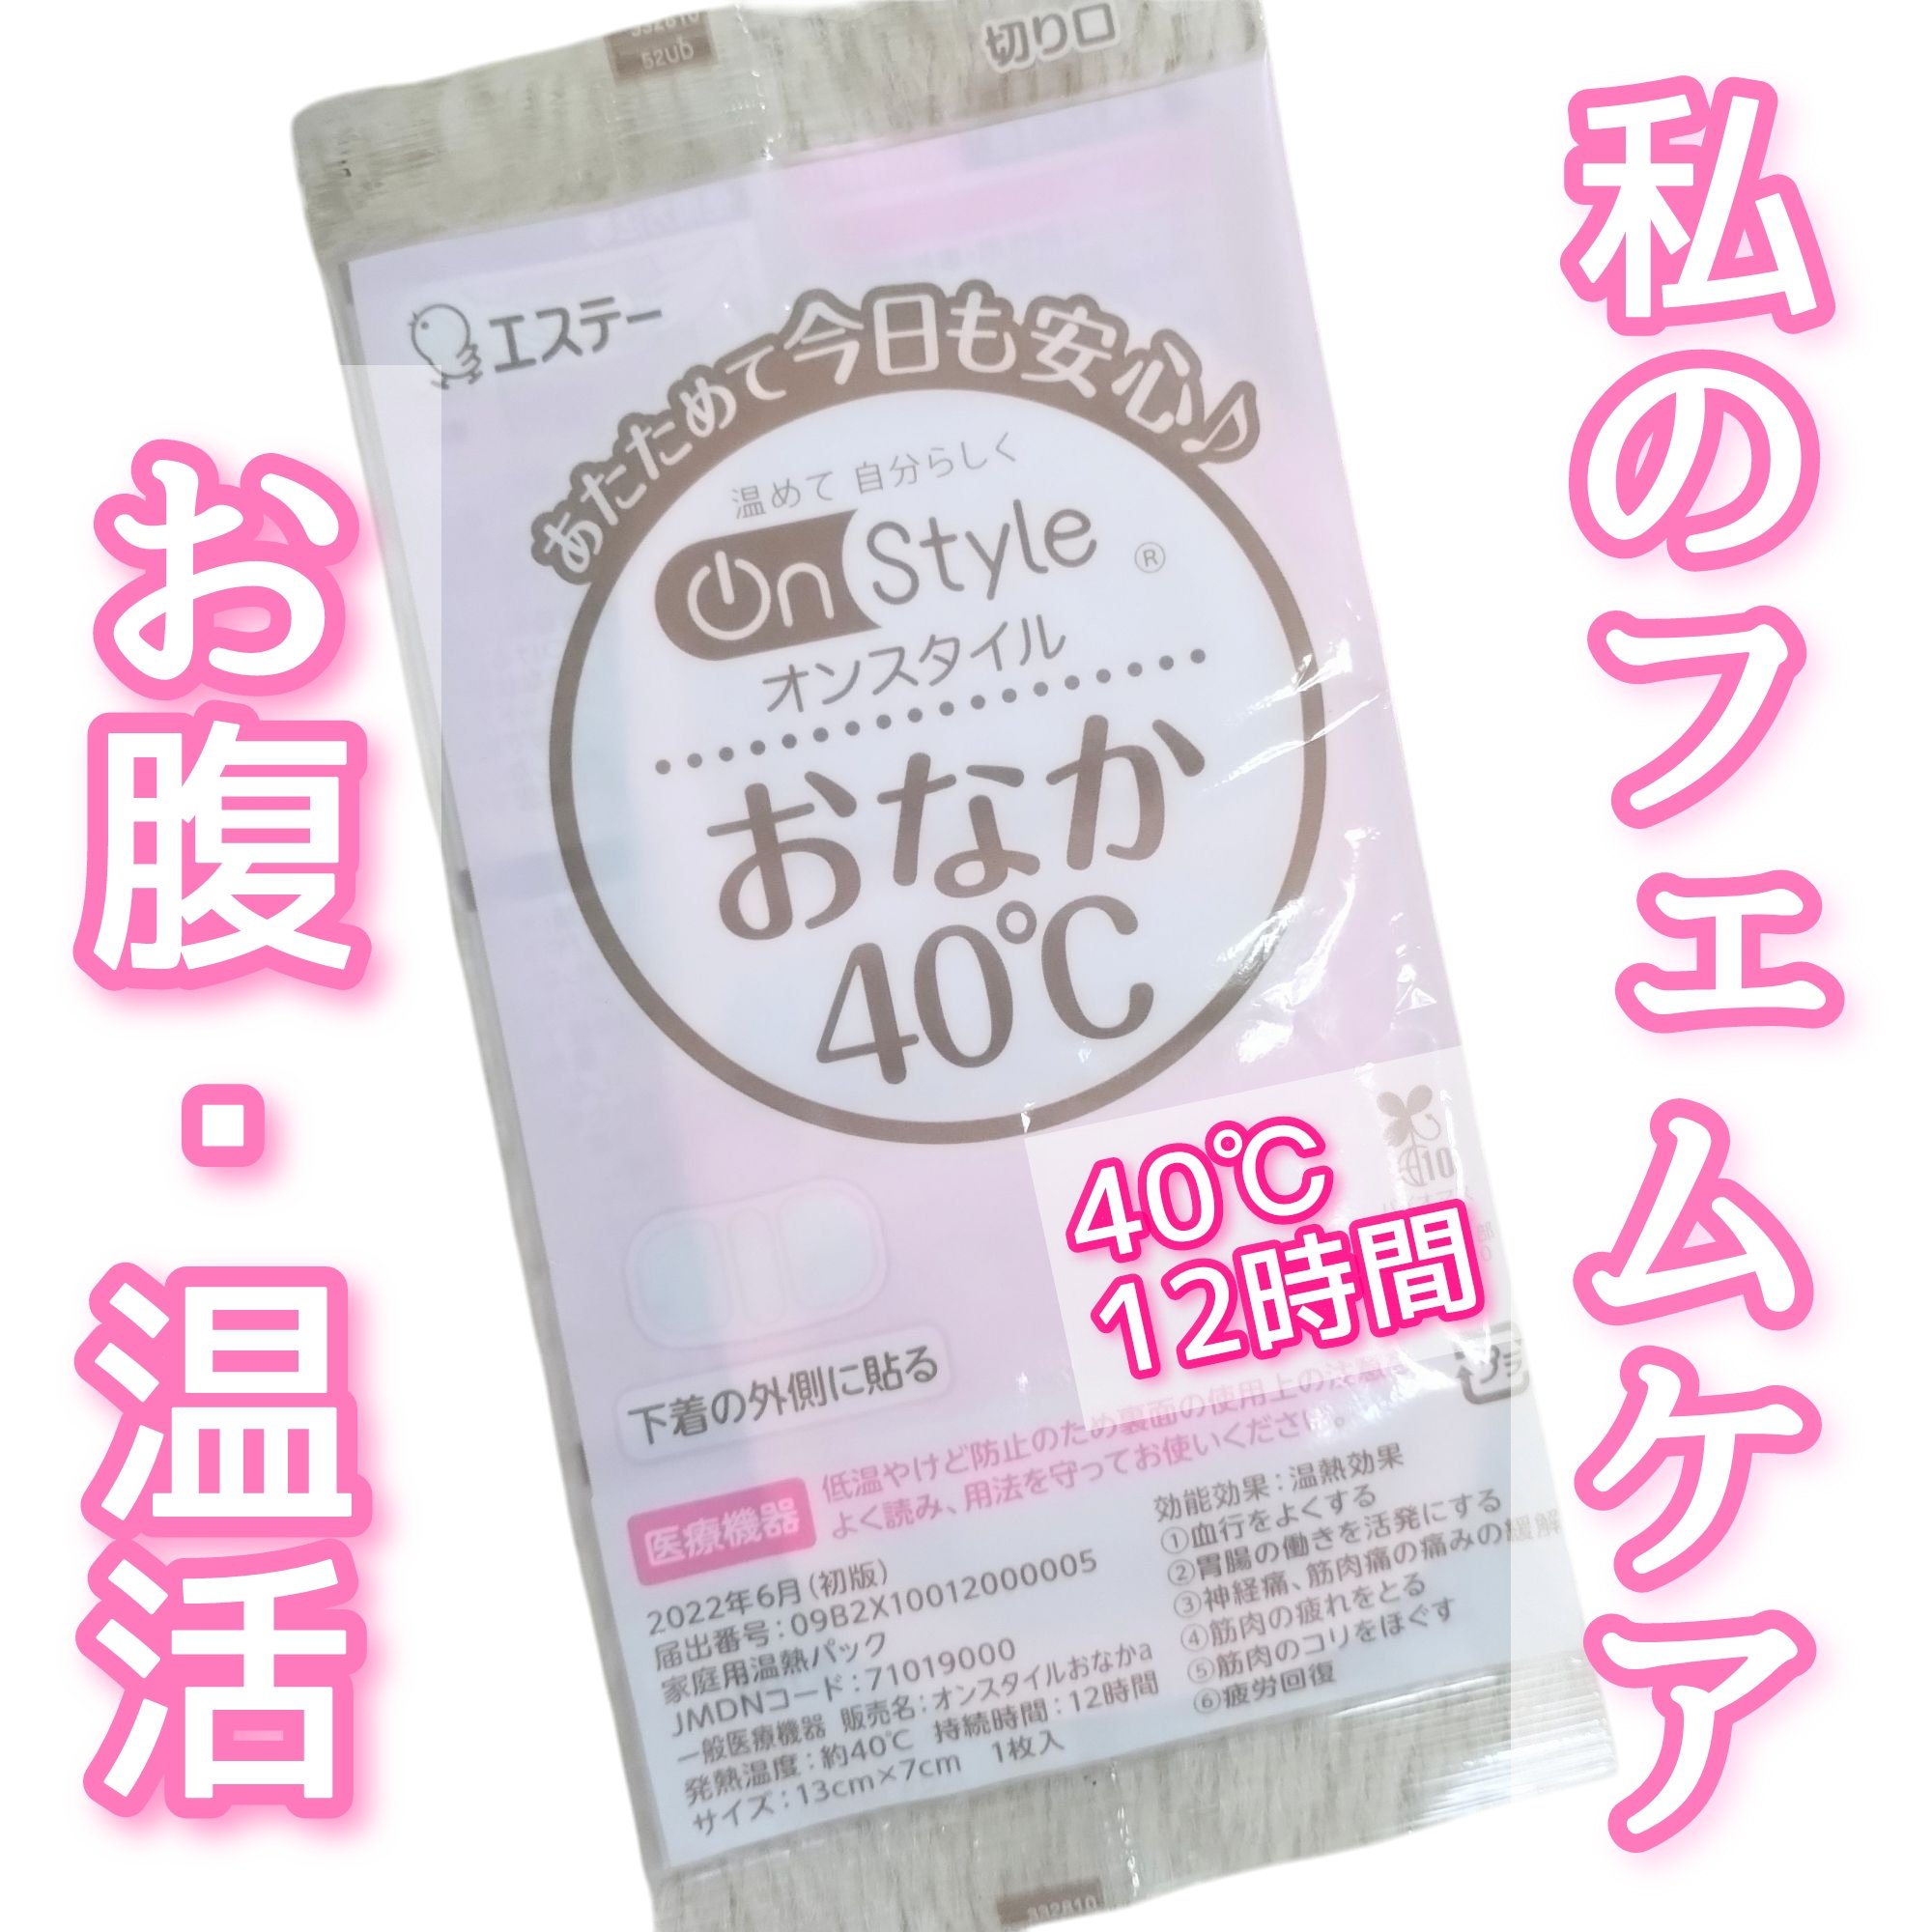 私のフェムケア
お腹・温活
52Ub
切り口
エステー
あたためて今日も安心♪
温めて 自分らしく
On Style ®
オンスタイル
おなか
40℃
40℃
12時間
下着の外側に貼る
医療機器
低温やけど防止のため裏面の使用上の注意を
よく読み、用法を守ってお使いください。
2022年6月(初版)
届出番号:09B2X10012000005
家庭用温熱パック
JMDNコード:71019000
一般医療機器 販売名:オンスタイルおなかa
発熱温度:約40℃ 持続時間:12時間
サイズ:13cm×7cm 1枚入
効能効果:温熱効果
①血行をよくする
②胃腸の働きを活発にする
③神経痛、筋肉痛の痛みの緩解
④筋肉の疲れをとる
⑤筋肉のコリをほぐす
⑥疲労回復
332810